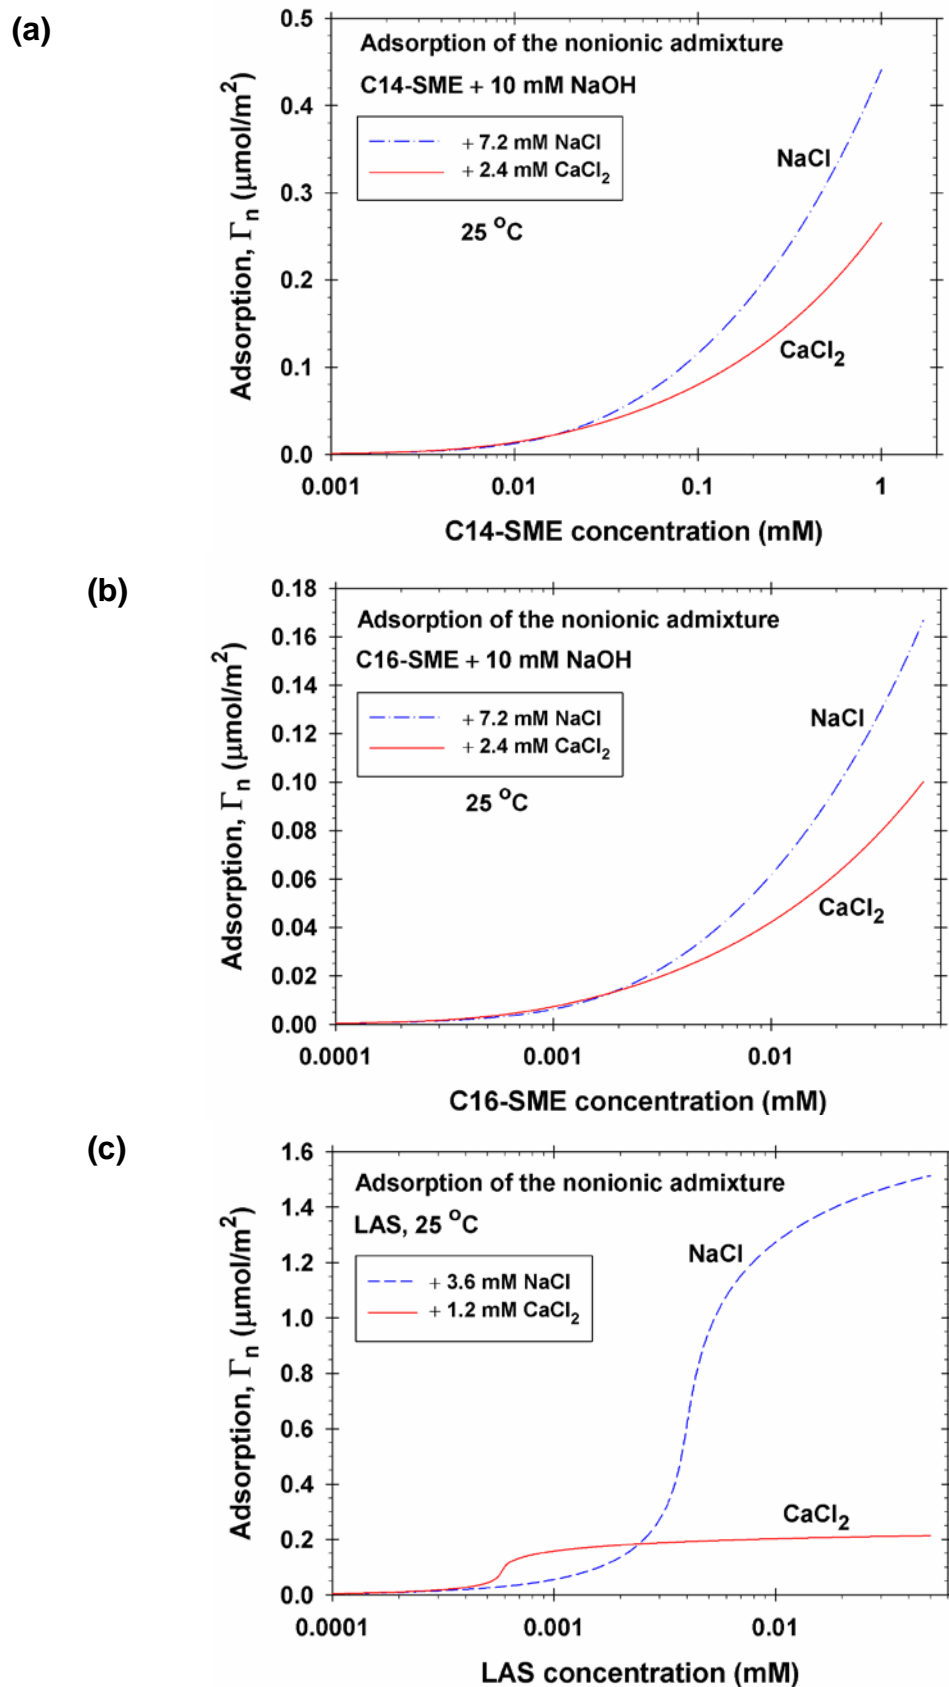 (a)
Adsorption of the nonionic admixture
C14-SME + 10 mM NaOH
+ 7.2 mM NaCl
+ 2.4 mM CaCl₂
25 °C
NaCl
CaCl₂
Adsorption, Γₙ (μmol/m²)
0.5
0.4
0.3
0.2
0.1
0.0
0.001
0.01
0.1
1
C14-SME concentration (mM)
(b)
Adsorption of the nonionic admixture
C16-SME + 10 mM NaOH
+ 7.2 mM NaCl
+ 2.4 mM CaCl₂
25 °C
NaCl
CaCl₂
Adsorption, Γₙ (μmol/m²)
0.18
0.16
0.14
0.12
0.10
0.08
0.06
0.04
0.02
0.00
0.0001
0.001
0.01
C16-SME concentration (mM)
(c)
Adsorption of the nonionic admixture
LAS, 25 °C
+ 3.6 mM NaCl
+ 1.2 mM CaCl₂
NaCl
CaCl₂
Adsorption, Γₙ (μmol/m²)
1.6
1.4
1.2
1.0
0.8
0.6
0.4
0.2
0.0
0.0001
0.001
0.01
LAS concentration (mM)